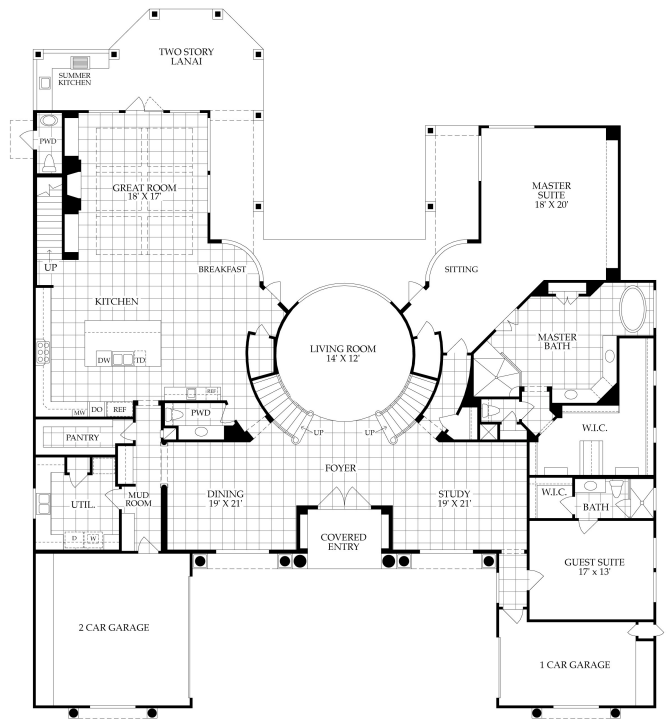 TWO STORY
LANAI
SUMMER
KITCHEN
PWD
GREAT ROOM
18' X 17'
MASTER
SUITE
18' X 20'
UP
BREAKFAST
SITTING
KITCHEN
MASTER
BATH
LIVING ROOM
14' X 12'
DW
TD
REF
MW
DO
REF
PWD
UP
UP
W.I.C.
PANTRY
FOYER
UTIL.
MUD
ROOM
DINING
19' X 21'
STUDY
19' X 21'
W.I.C.
BATH
D
W
COVERED
ENTRY
GUEST SUITE
17' x 13'
2 CAR GARAGE
1 CAR GARAGE